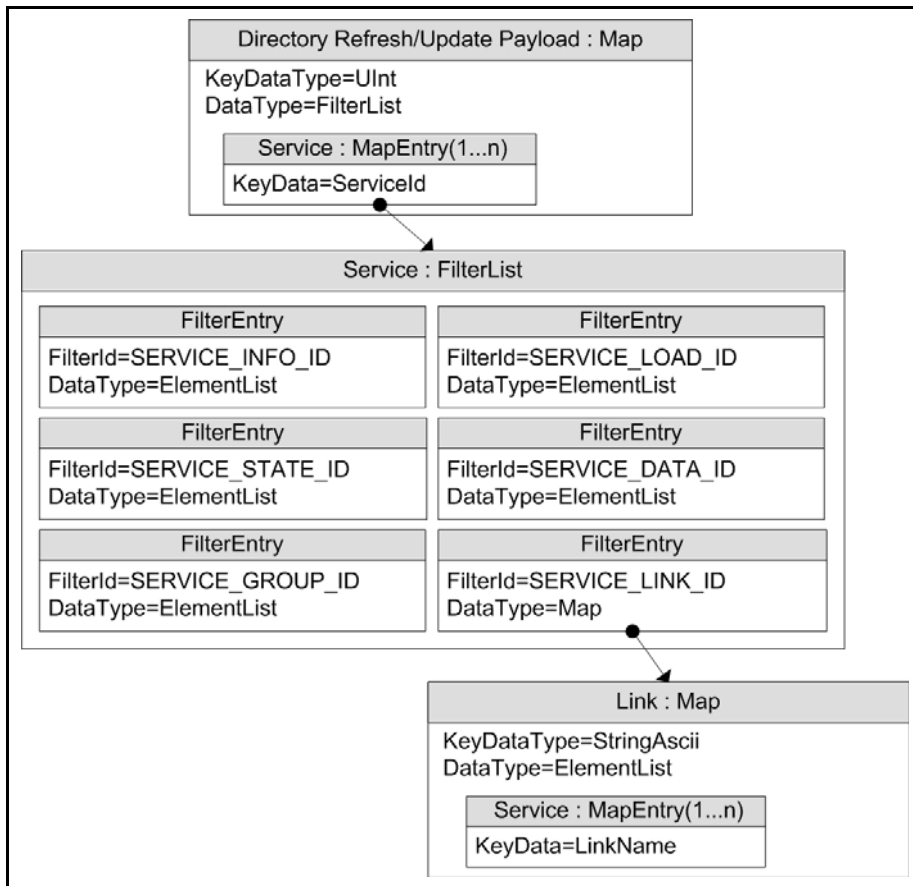 Directory Refresh/Update Payload : Map
KeyDataType=UInt
DataType=FilterList
Service : MapEntry(1...n)
KeyData=ServiceId
Service : FilterList
FilterEntry
FilterId=SERVICE_INFO_ID
DataType=ElementList
FilterEntry
FilterId=SERVICE_LOAD_ID
DataType=ElementList
FilterEntry
FilterId=SERVICE_STATE_ID
DataType=ElementList
FilterEntry
FilterId=SERVICE_DATA_ID
DataType=ElementList
FilterEntry
FilterId=SERVICE_GROUP_ID
DataType=ElementList
FilterEntry
FilterId=SERVICE_LINK_ID
DataType=Map
Link : Map
KeyDataType=StringAscii
DataType=ElementList
Service : MapEntry(1...n)
KeyData=LinkName